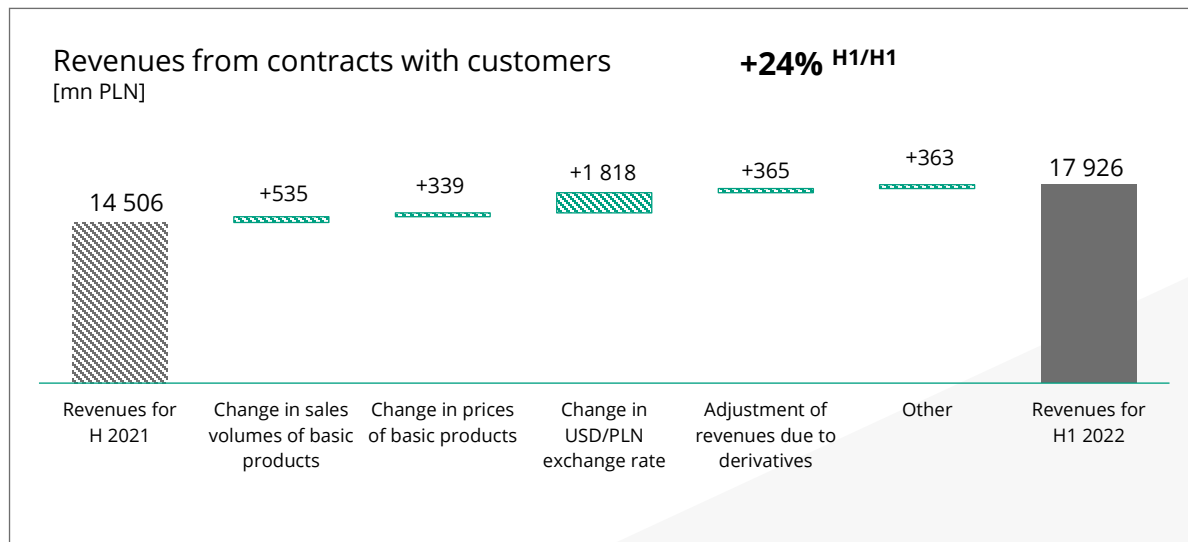 Revenues from contracts with customers
+24% H1/H1
[mn PLN]
14 506
+535
+339
+1 818
+365
+363
17 926
Revenues for
H 2021
Change in sales
volumes of basic
products
Change in prices
of basic products
Change in
USD/PLN
exchange rate
Adjustment of
revenues due to
derivatives
Other
Revenues for
H1 2022